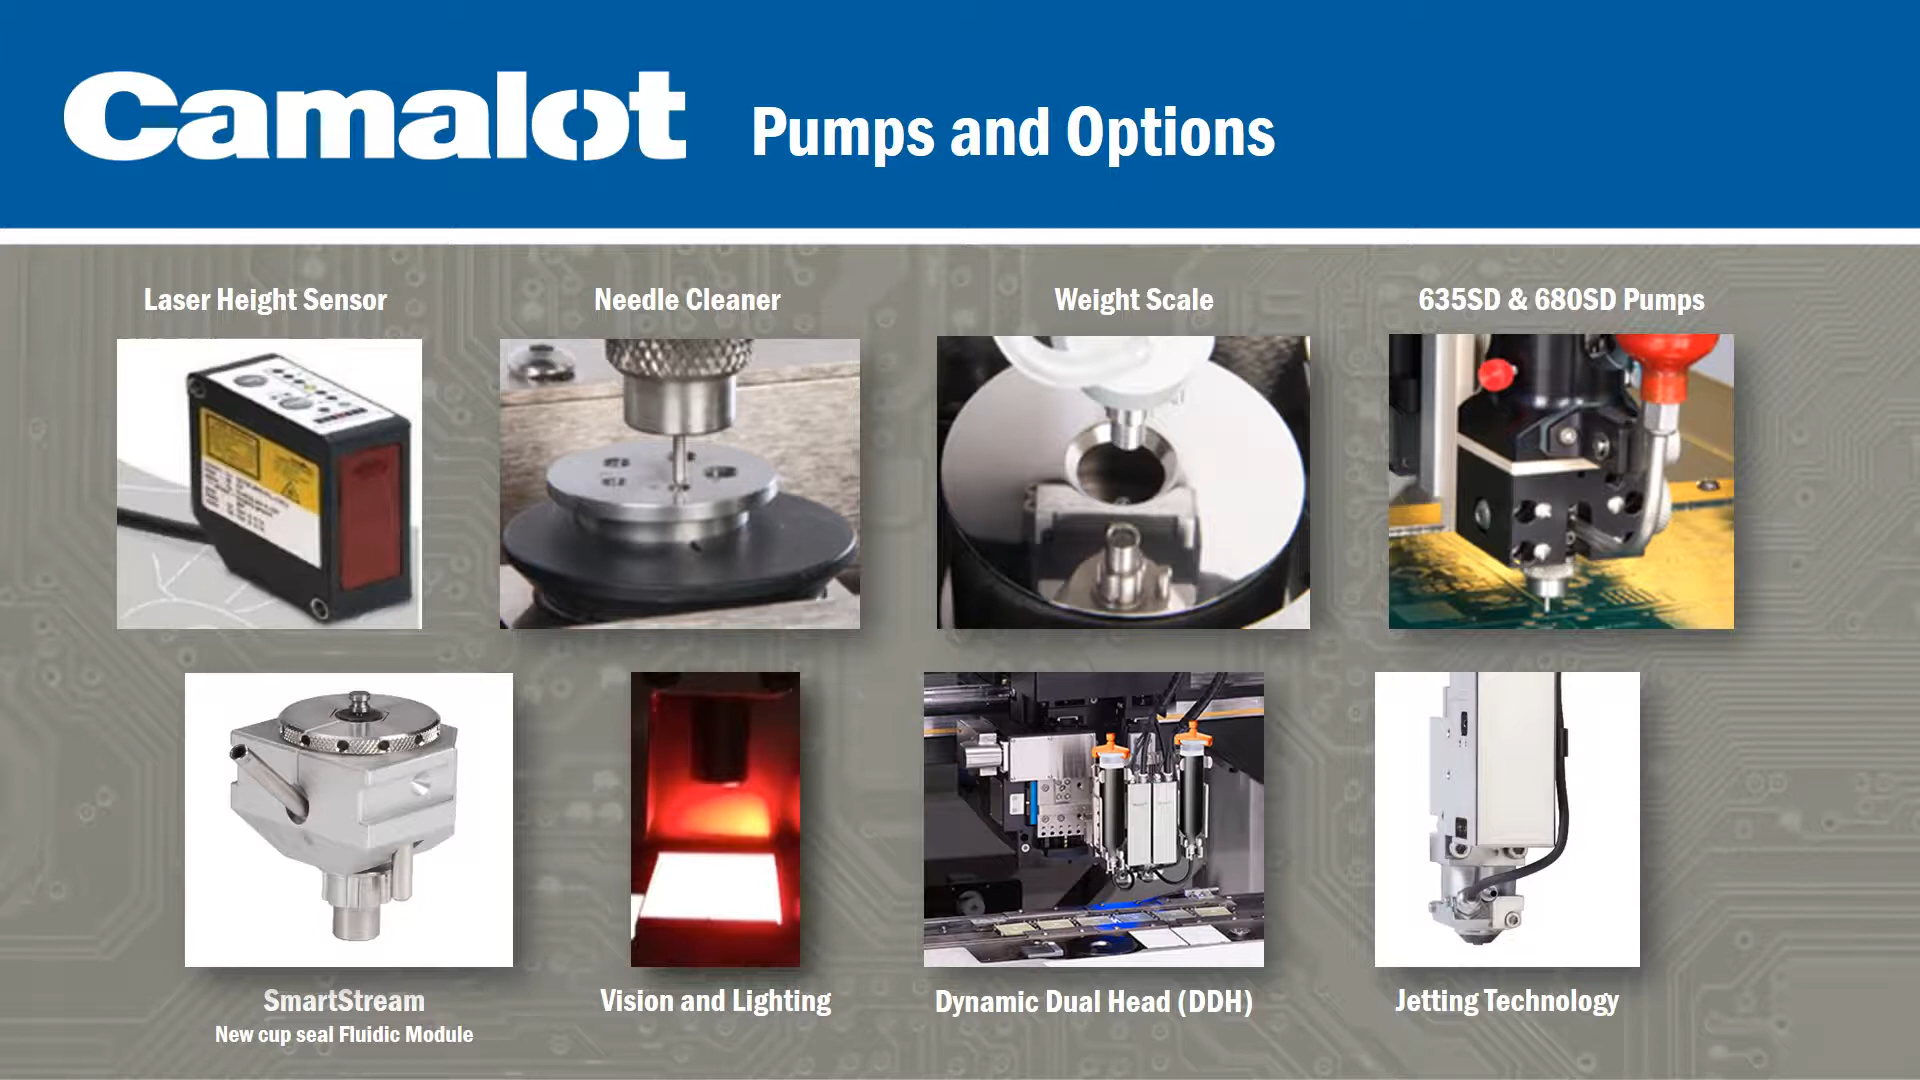 Camalot
Pumps and Options
Laser Height Sensor
Needle Cleaner
Weight Scale
635SD & 680SD Pumps
SmartStream
New cup seal Fluidic Module
Vision and Lighting
Dynamic Dual Head (DDH)
Jetting Technology